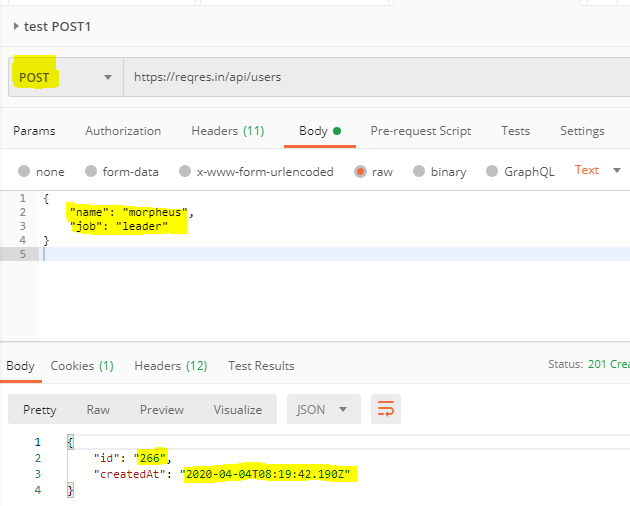 test POST1
POST https://reqres.in/api/users
Params Authorization Headers (11) Body Pre-request Script Tests Settings
none form-data x-www-form-urlencoded raw binary GraphQL Text
1 {
2 "name": "morpheus",
3 "job": "leader"
4 }
5
Body Cookies (1) Headers (12) Test Results Status: 201 Crea
Pretty Raw Preview Visualize JSON
1 {
2 "id": "266",
3 "createdAt": "2020-04-04T08:19:42.190Z"
4 }